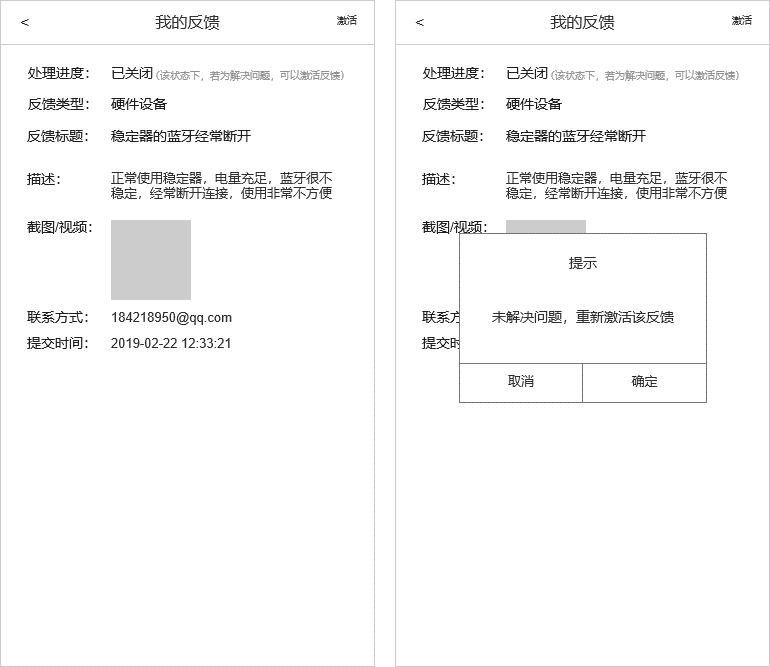 < 我的反馈 激活
处理进度： 已关闭（该状态下，若为解决问题，可以激活反馈）
反馈类型： 硬件设备
反馈标题： 稳定器的蓝牙经常断开
描述： 正常使用稳定器，电量充足，蓝牙很不
稳定，经常断开连接，使用非常不方便
截图/视频：
联系方式： 184218950@qq.com
提交时间： 2019-02-22 12:33:21
< 我的反馈 激活
处理进度： 已关闭（该状态下，若为解决问题，可以激活反馈）
反馈类型： 硬件设备
反馈标题： 稳定器的蓝牙经常断开
描述： 正常使用稳定器，电量充足，蓝牙很不
稳定，经常断开连接，使用非常不方便
截图/视频：
提示
联系方
未解决问题，重新激活该反馈
提交时
取消 确定